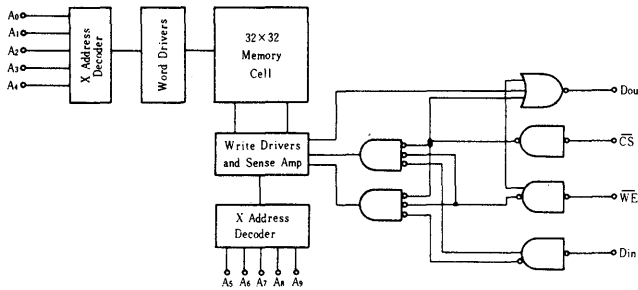 A0
A1
A2
A3
A4
X Address
Decoder
Word Drivers
32×32
Memory
Cell
Write Drivers
and Sense Amp
X Address
Decoder
A5 A6 A7 A8 A9
Dou
CS
WE
Din